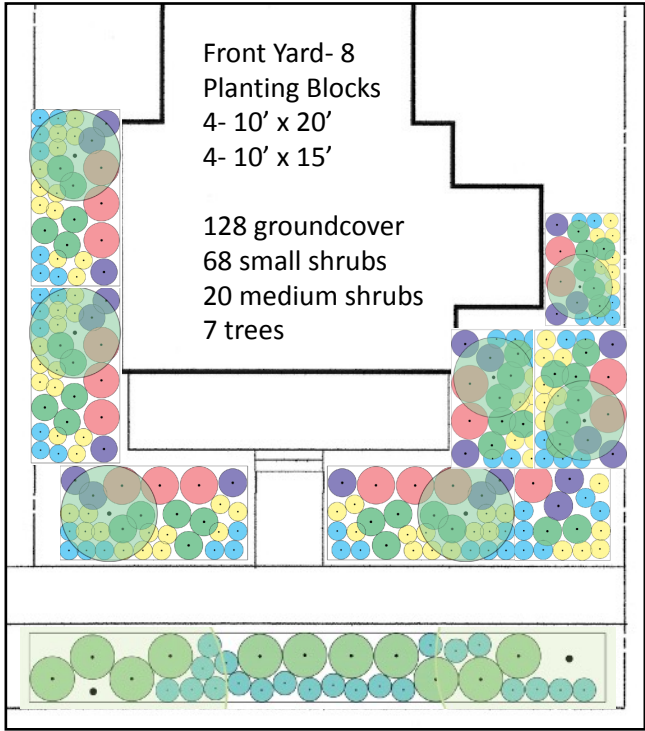 Front Yard- 8
Planting Blocks
4- 10’ x 20’
4- 10’ x 15’
128 groundcover
68 small shrubs
20 medium shrubs
7 trees